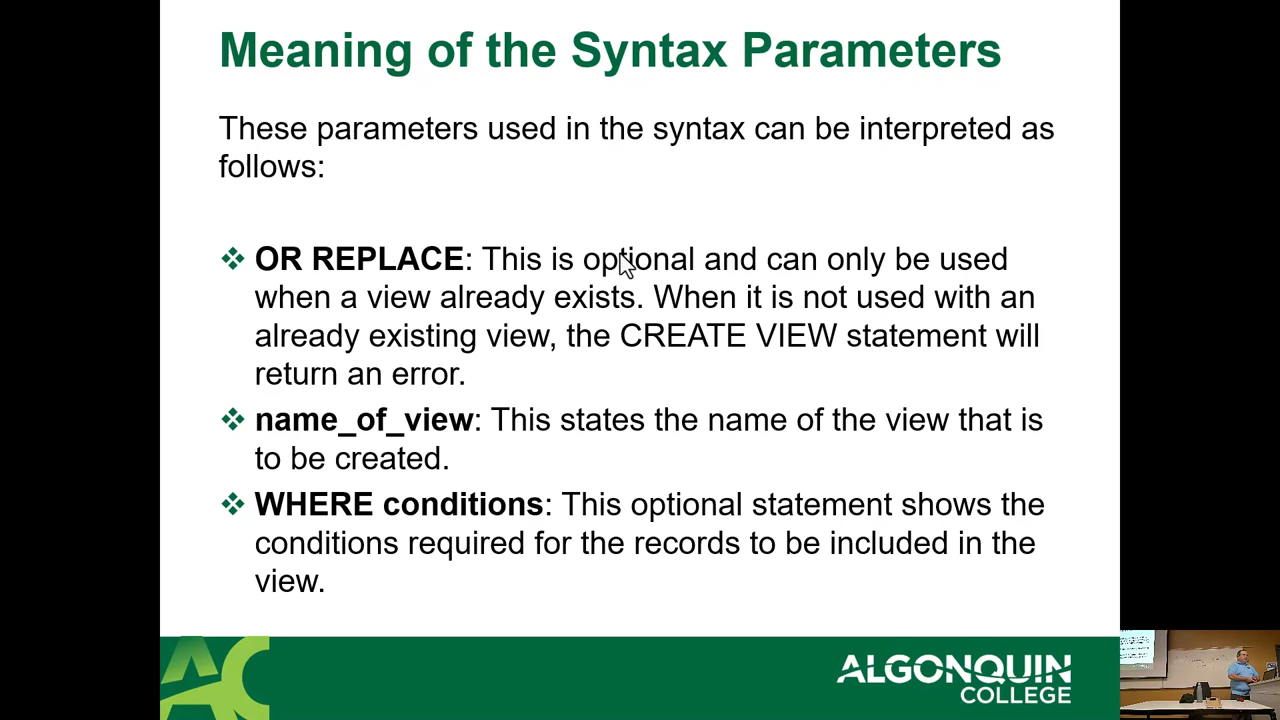 Meaning of the Syntax Parameters
These parameters used in the syntax can be interpreted as
follows:
❖ OR REPLACE: This is optional and can only be used
when a view already exists. When it is not used with an
already existing view, the CREATE VIEW statement will
return an error.
❖ name_of_view: This states the name of the view that is
to be created.
❖ WHERE conditions: This optional statement shows the
conditions required for the records to be included in the
view.
AC
ALGONQUIN
COLLEGE